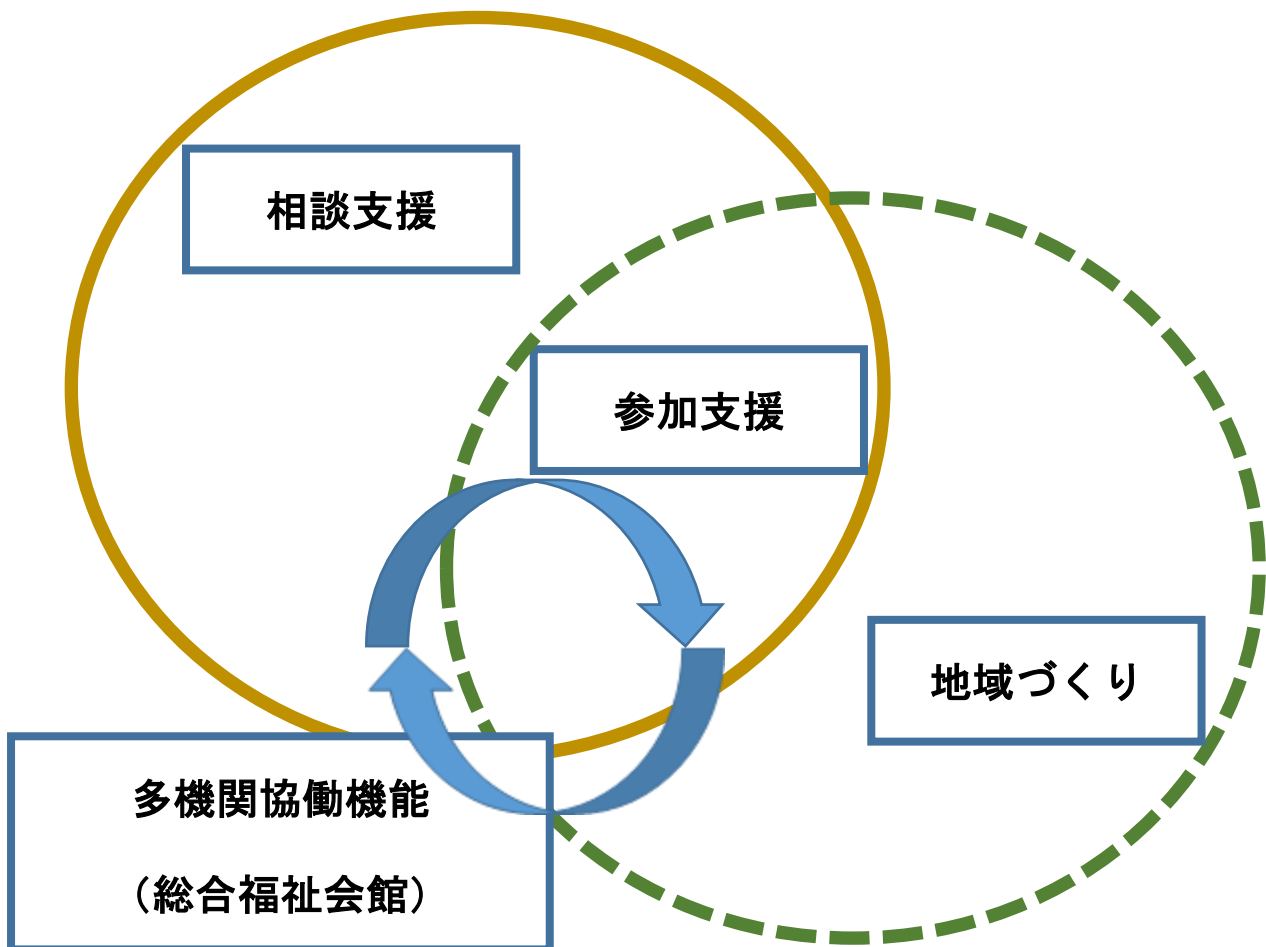 相談支援
参加支援
地域づくり
多機関協働機能
（総合福祉会館）